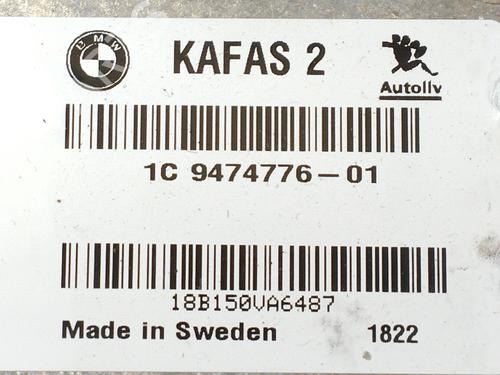 BMW
KAFAS 2
Autoliv
1C 9474776-01
18B150VA6487
Made in Sweden
1822